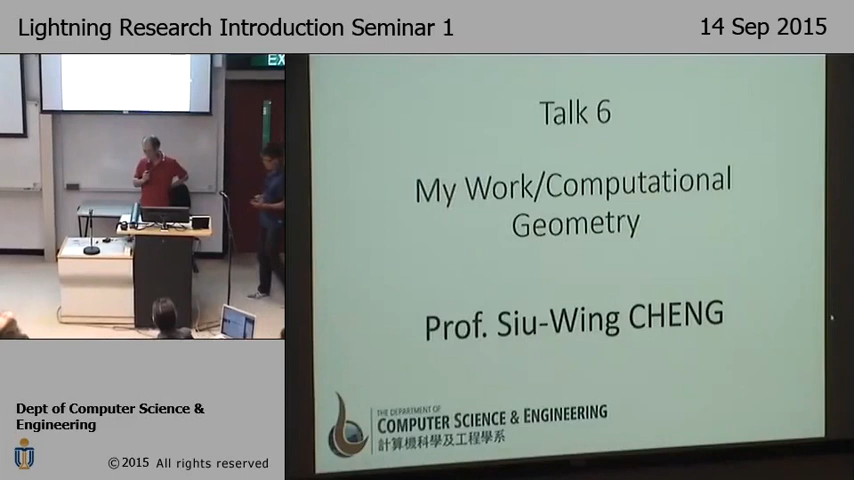 Lightning Research Introduction Seminar 1
14 Sep 2015
EX
Talk 6
My Work/Computational
Geometry
Prof. Siu-Wing CHENG
THE DEPARTMENT OF
COMPUTER SCIENCE & ENGINEERING
計算機科學及工程學系
Dept of Computer Science &
Engineering
©2015 All rights reserved